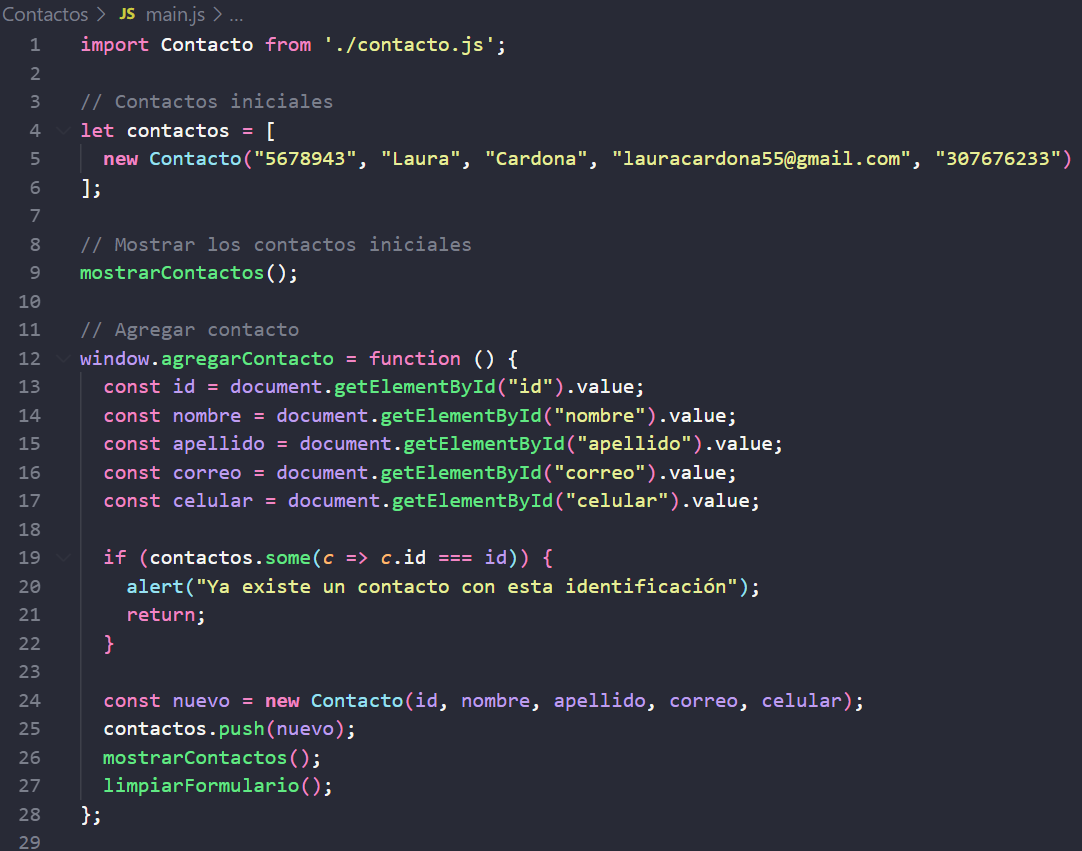 Contactos > JS main.js > ...
1 import Contacto from './contacto.js';
2
3 // Contactos iniciales
4 let contactos = [
5   new Contacto("5678943", "Laura", "Cardona", "lauracardona55@gmail.com", "307676233")
6 ];
7
8 // Mostrar los contactos iniciales
9 mostrarContactos();
10
11 // Agregar contacto
12 window.agregarContacto = function () {
13   const id = document.getElementById("id").value;
14   const nombre = document.getElementById("nombre").value;
15   const apellido = document.getElementById("apellido").value;
16   const correo = document.getElementById("correo").value;
17   const celular = document.getElementById("celular").value;
18
19   if (contactos.some(c => c.id === id)) {
20     alert("Ya existe un contacto con esta identificación");
21     return;
22   }
23
24   const nuevo = new Contacto(id, nombre, apellido, correo, celular);
25   contactos.push(nuevo);
26   mostrarContactos();
27   limpiarFormulario();
28 };
29